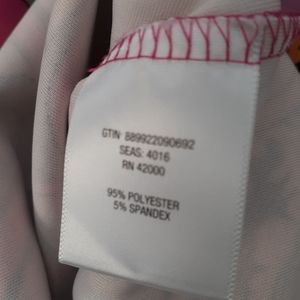 GTIN: 889922090692
SEAS: 4016
RN 42000
95% POLYESTER
5% SPANDEX